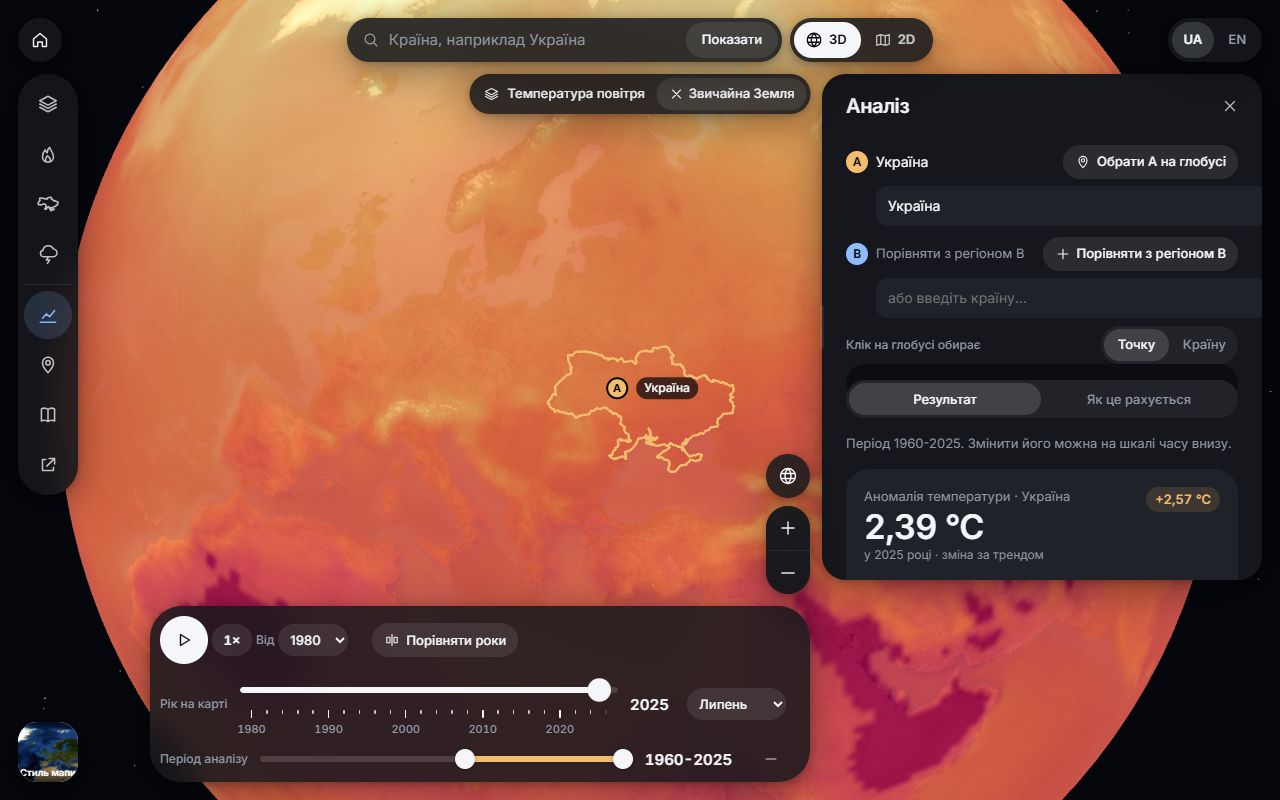 Країна, наприклад Україна
Показати
3D
2D
UA
EN
Температура повітря
Звичайна Земля
Аналіз
A
Україна
Обрати А на глобусі
Україна
B
Порівняти з регіоном B
Порівняти з регіоном B
або введіть країну...
Клік на глобусі обирає
Точку
Країну
Результат
Як це рахується
Період 1960-2025. Змінити його можна на шкалі часу внизу.
Аномалія температури · Україна
+2,57 °C
2,39 °C
у 2025 році · зміна за трендом
A
Україна
1×
Від
1980
Порівняти роки
Рік на карті
2025
Липень
1980
1990
2000
2010
2020
Період аналізу
1960-2025
Стиль мапи